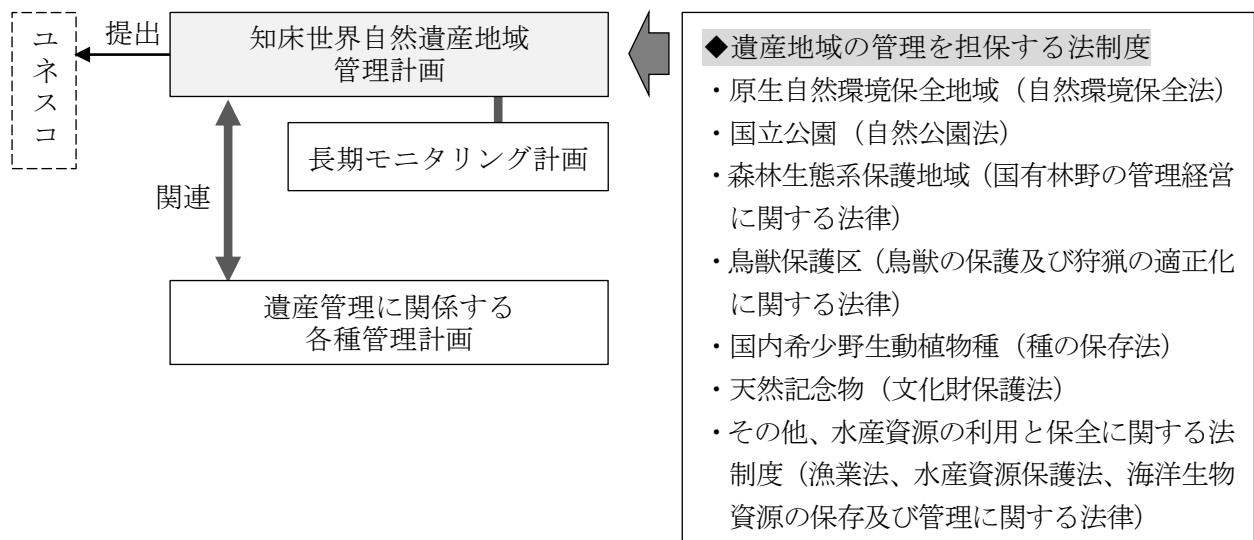 ユネスコ
提出
知床世界自然遺産地域
管理計画
長期モニタリング計画
関連
遺産管理に関係する
各種管理計画
◆遺産地域の管理を担保する法制度
・原生自然環境保全地域（自然環境保全法）
・国立公園（自然公園法）
・森林生態系保護地域（国有林野の管理経営
に関する法律）
・鳥獣保護区（鳥獣の保護及び狩猟の適正化
に関する法律）
・国内希少野生動植物種（種の保存法）
・天然記念物（文化財保護法）
・その他、水産資源の利用と保全に関する法
制度（漁業法、水産資源保護法、海洋生物
資源の保存及び管理に関する法律）